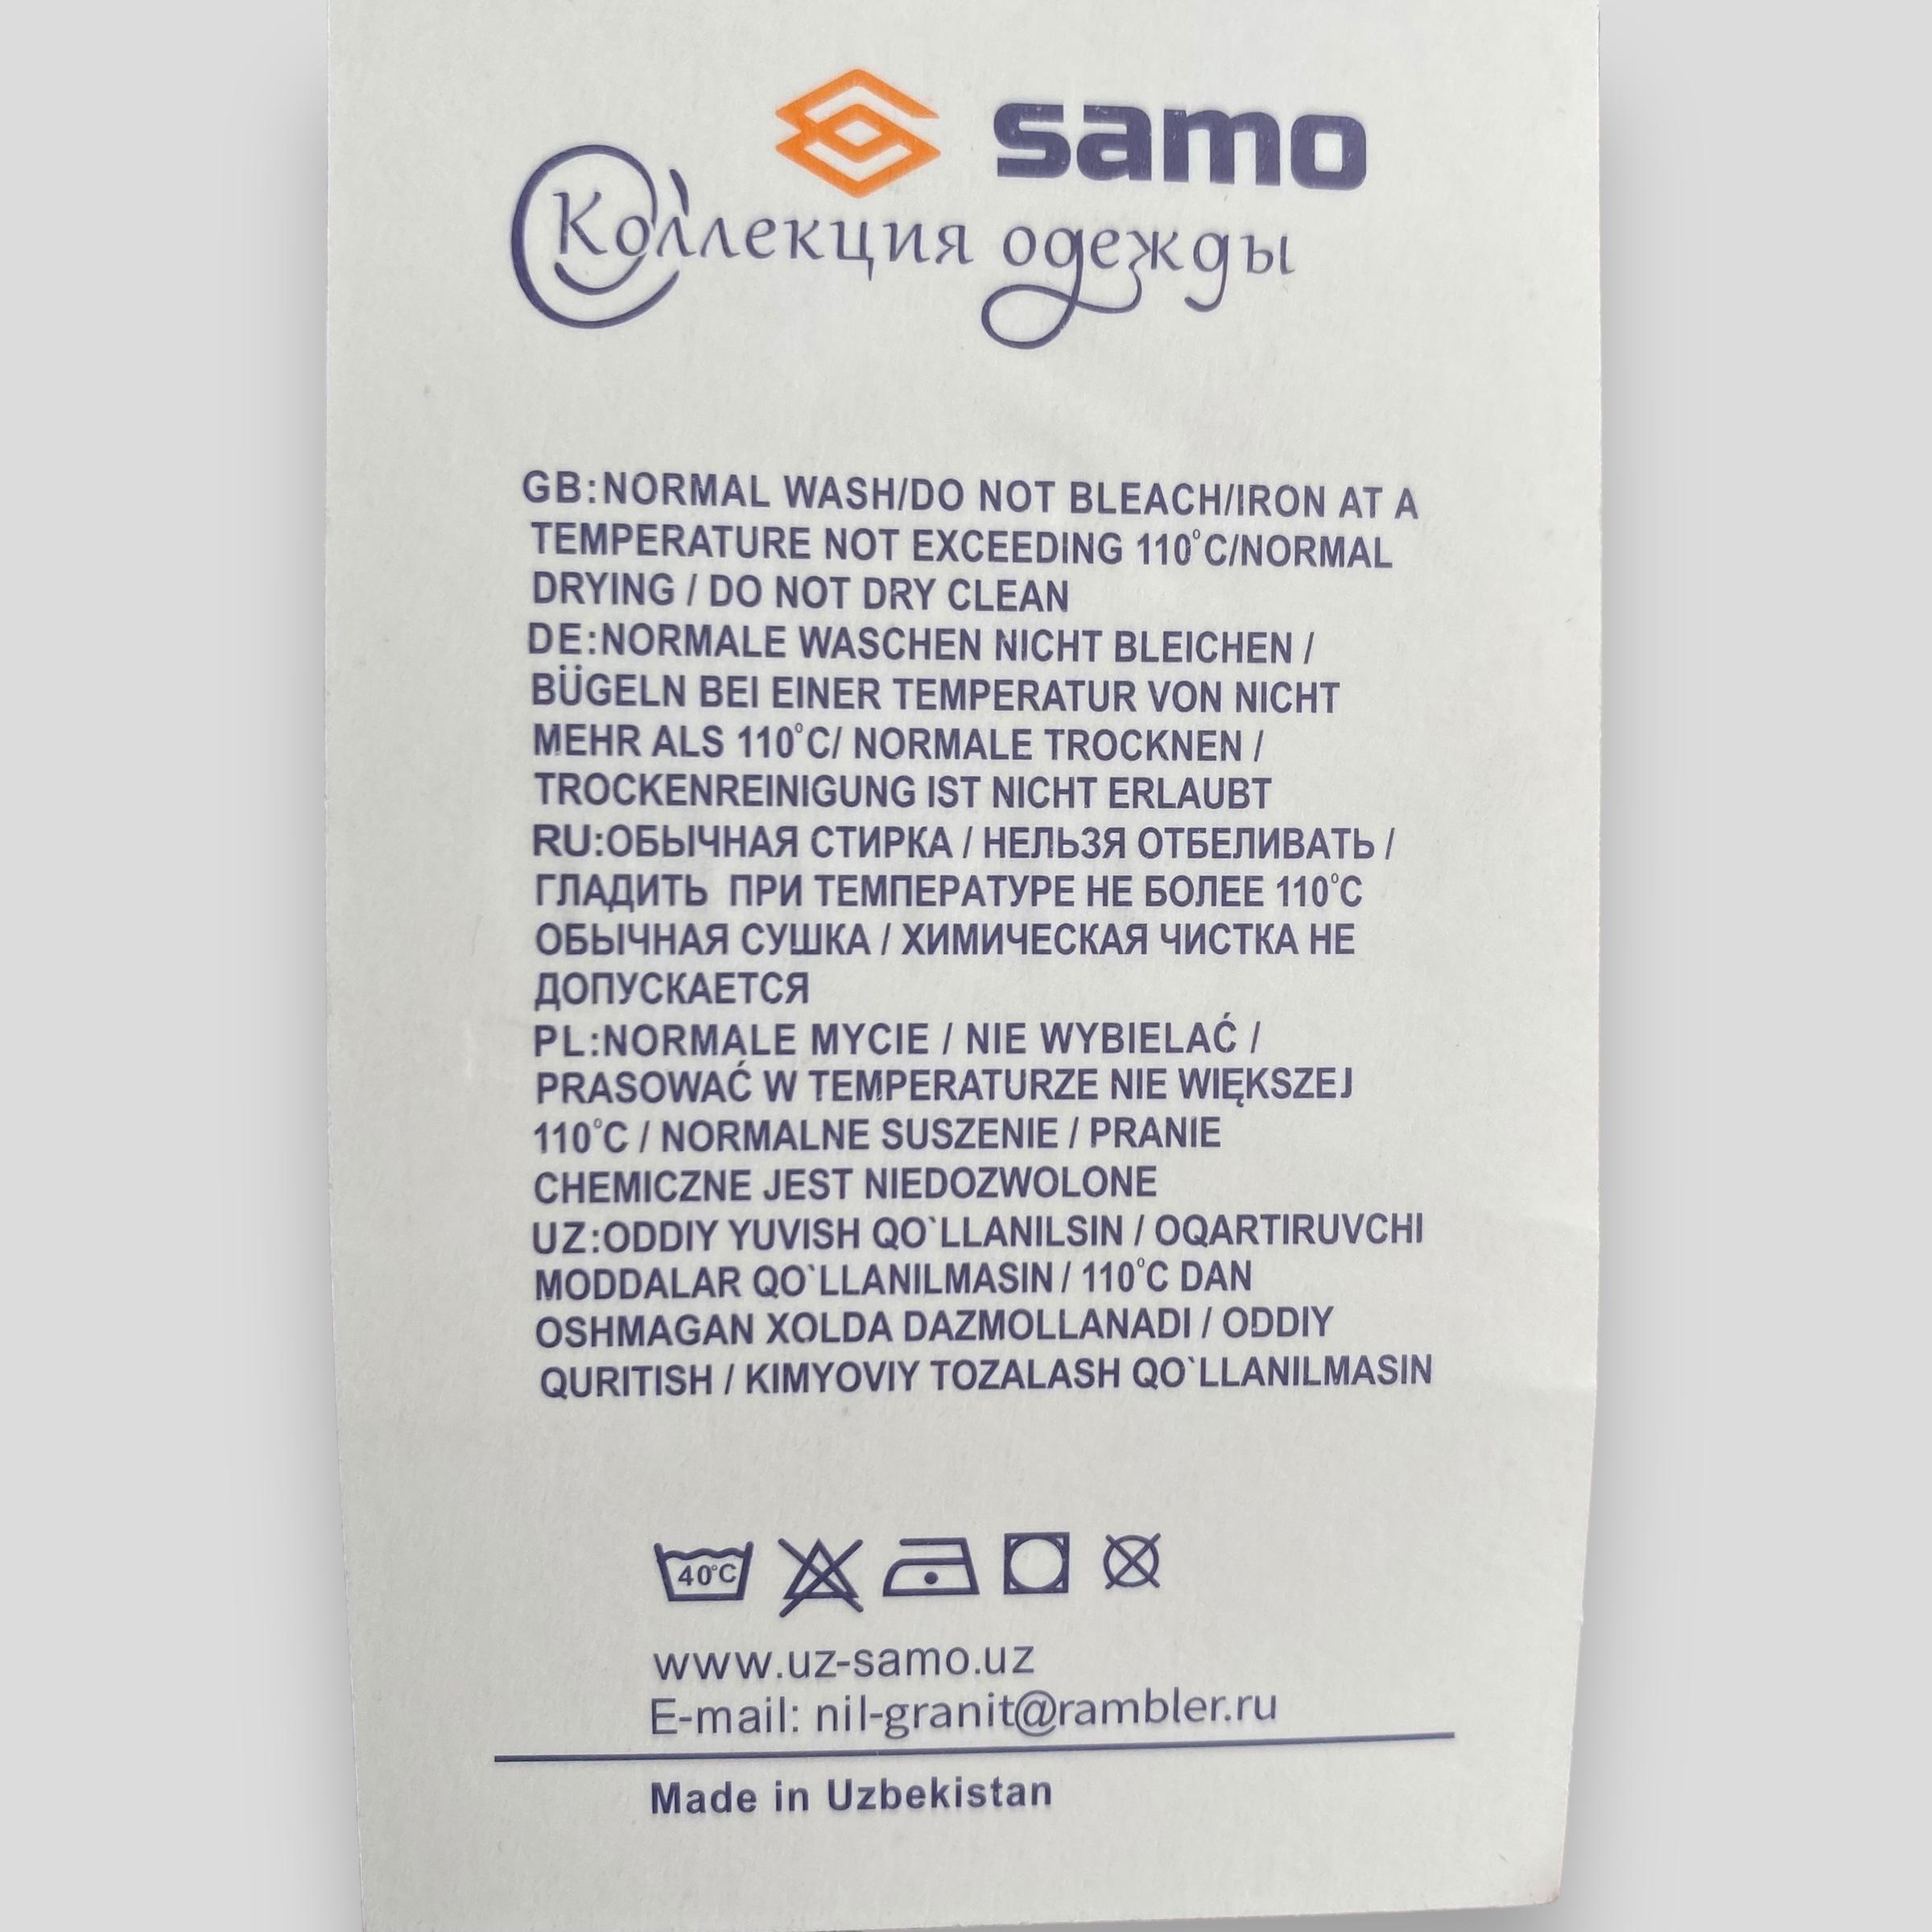 samo
Коллекция одежды
GB:NORMAL WASH/DO NOT BLEACH/IRON AT A
TEMPERATURE NOT EXCEEDING 110°C/NORMAL
DRYING / DO NOT DRY CLEAN
DE:NORMALE WASCHEN NICHT BLEICHEN /
BÜGELN BEI EINER TEMPERATUR VON NICHT
MEHR ALS 110°C/ NORMALE TROCKNEN /
TROCKENREINIGUNG IST NICHT ERLAUBT
RU:ОБЫЧНАЯ СТИРКА / НЕЛЬЗЯ ОТБЕЛИВАТЬ /
ГЛАДИТЬ ПРИ ТЕМПЕРАТУРЕ НЕ БОЛЕЕ 110°C
ОБЫЧНАЯ СУШКА / ХИМИЧЕСКАЯ ЧИСТКА НЕ
ДОПУСКАЕТСЯ
PL:NORMALE MYCIE / NIE WYBIELAĆ /
PRASOWAĆ W TEMPERATURZE NIE WIĘKSZEJ
110°C / NORMALNE SUSZENIE / PRANIE
CHEMICZNE JEST NIEDOZWOLONE
UZ:ODDIY YUVISH QO`LLANILSIN / OQARTIRUVCHI
MODDALAR QO`LLANILMASIN / 110°C DAN
OSHMAGAN XOLDA DAZMOLLANADI / ODDIY
QURITISH / KIMYOVIY TOZALASH QO`LLANILMASIN
40°C
www.uz-samo.uz
E-mail: nil-granit@rambler.ru
Made in Uzbekistan